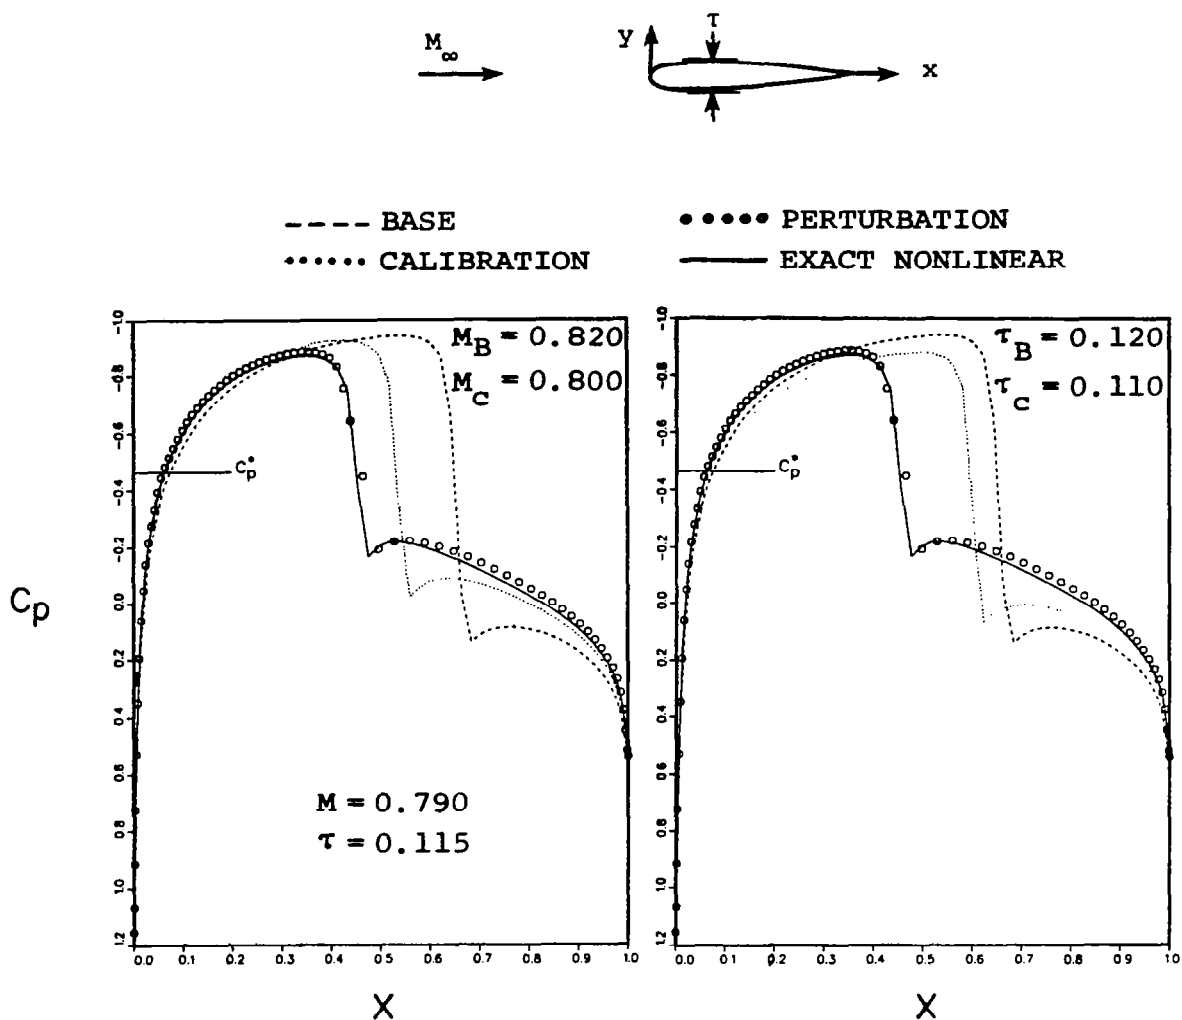 τ
M∞
y
x
BASE
PERTURBATION
CALIBRATION
EXACT NONLINEAR
-1.0
-0.8
-0.6
-0.4
-0.2
0.0
0.2
0.4
0.6
0.8
1.0
1.2
M_B = 0.820
M_C = 0.800
C_p*
M = 0.790
τ = 0.115
0.0 0.1 0.2 0.3 0.4 0.5 0.6 0.7 0.8 0.9 1.0
X
C_p
-1.0
-0.8
-0.6
-0.4
-0.2
0.0
0.2
0.4
0.6
0.8
1.0
1.2
τ_B = 0.120
τ_C = 0.110
C_p*
0.0 0.1 0.2 0.3 0.4 0.5 0.6 0.7 0.8 0.9 1.0
X